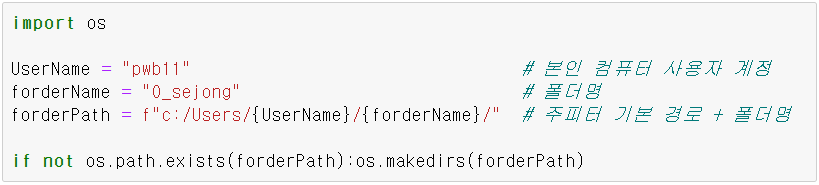 import os
UserName = "pwb11" # 본인 컴퓨터 사용자 계정
forderName = "0_sejong" # 폴더명
forderPath = f"c:/Users/{UserName}/{forderName}/" # 주피터 기본 경로 + 폴더명
if not os.path.exists(forderPath):os.makedirs(forderPath)